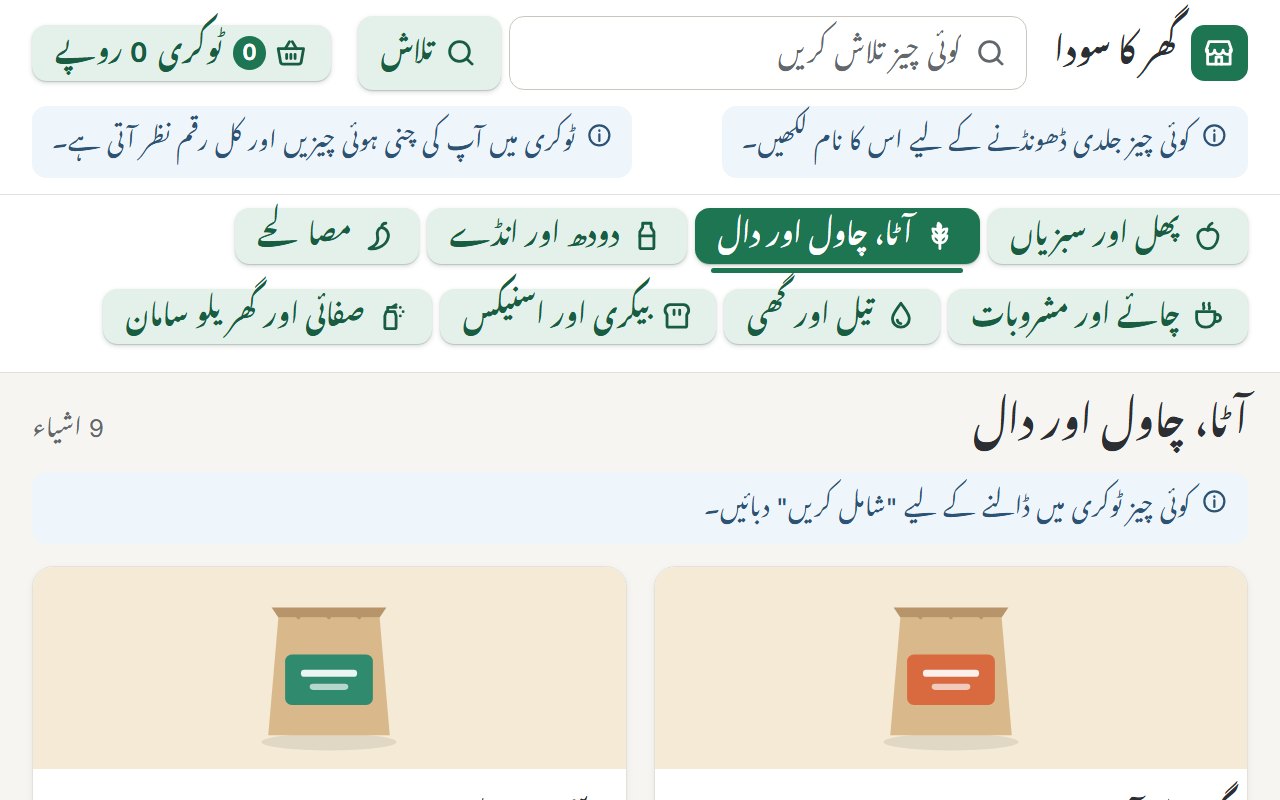 گھر کا سودا
کوئی چیز تلاش کریں
تلاش
0 ٹوکری 0 روپے
کوئی چیز جلدی ڈھونڈنے کے لیے اس کا نام لکھیں۔
ٹوکری میں آپ کی چنی ہوئی چیزیں اور کل رقم نظر آتی ہے۔
پھل اور سبزیاں
آٹا، چاول اور دال
دودھ اور انڈے
مصالحے
چائے اور مشروبات
تیل اور گھی
بیکری اور اسنیکس
صفائی اور گھریلو سامان
آٹا، چاول اور دال
9 اشیاء
کوئی چیز ٹوکری میں ڈالنے کے لیے "شامل کریں" دبائیں۔